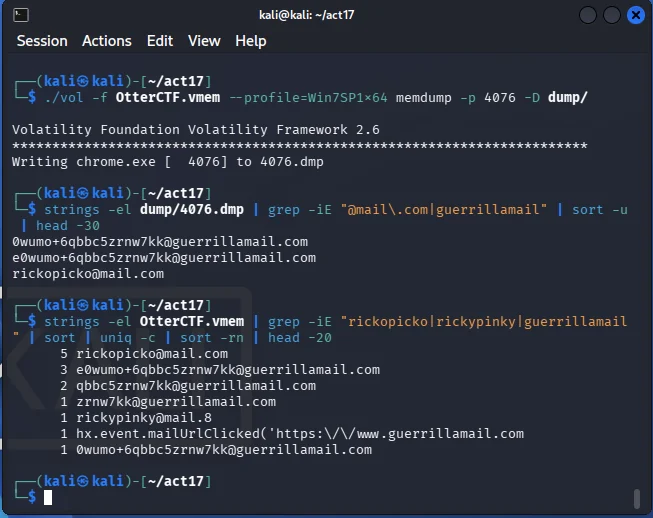 kali@kali: ~/act17
Session Actions Edit View Help
┌──(kali㉿kali)-[~/act17]
└─$ ./vol -f OtterCTF.vmem --profile=Win7SP1×64 memdump -p 4076 -D dump/
Volatility Foundation Volatility Framework 2.6
************************************************************************
Writing chrome.exe [  4076] to 4076.dmp
┌──(kali㉿kali)-[~/act17]
└─$ strings -el dump/4076.dmp | grep -iE "@mail\.com|guerrillamail" | sort -u
| head -30
0wumo+6qbbc5zrnw7kk@guerrillamail.com
e0wumo+6qbbc5zrnw7kk@guerrillamail.com
rickopicko@mail.com
┌──(kali㉿kali)-[~/act17]
└─$ strings -el OtterCTF.vmem | grep -iE "rickopicko|rickypinky|guerrillamail
" | sort | uniq -c | sort -rn | head -20
5 rickopicko@mail.com
3 e0wumo+6qbbc5zrnw7kk@guerrillamail.com
2 qbbc5zrnw7kk@guerrillamail.com
1 zrnw7kk@guerrillamail.com
1 rickypinky@mail.8
1 hx.event.mailUrlClicked('https:\/\/www.guerrillamail.com
1 0wumo+6qbbc5zrnw7kk@guerrillamail.com
┌──(kali㉿kali)-[~/act17]
└─$